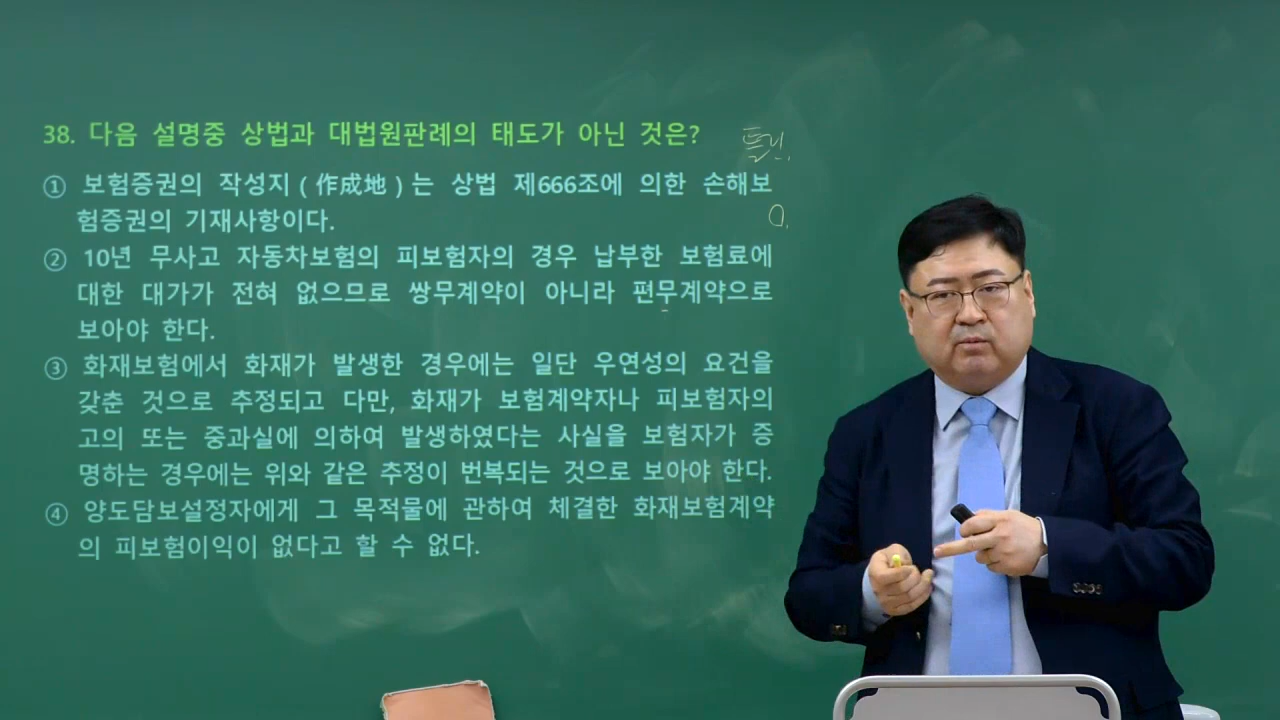 38. 다음 설명중 상법과 대법원판례의 태도가 아닌 것은?
① 보험증권의 작성지(作成地)는 상법 제666조에 의한 손해보
험증권의 기재사항이다.
② 10년 무사고 자동차보험의 피보험자의 경우 납부한 보험료에
대한 대가가 전혀 없으므로 쌍무계약이 아니라 편무계약으로
보아야 한다.
③ 화재보험에서 화재가 발생한 경우에는 일단 우연성의 요건을
갖춘 것으로 추정되고 다만, 화재가 보험계약자나 피보험자의
고의 또는 중과실에 의하여 발생하였다는 사실을 보험자가 증
명하는 경우에는 위와 같은 추정이 번복되는 것으로 보아야 한다.
④ 양도담보설정자에게 그 목적물에 관하여 체결한 화재보험계약
의 피보험이익이 없다고 할 수 없다.